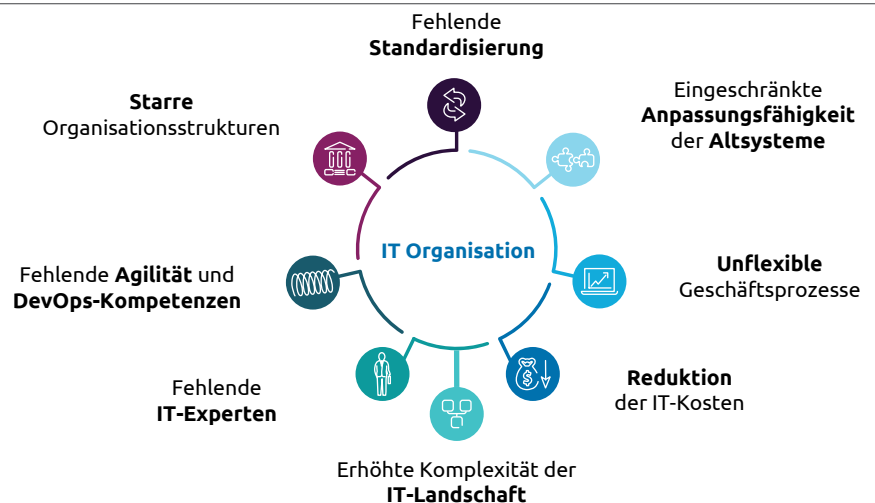 Fehlende
Standardisierung
Eingeschränkte
Anpassungsfähigkeit
der Altsysteme
Unflexible
Geschäftsprozesse
Reduktion
der IT-Kosten
Erhöhte Komplexität der
IT-Landschaft
Fehlende
IT-Experten
Fehlende Agilität und
DevOps-Kompetenzen
Starre
Organisationsstrukturen
IT Organisation
$